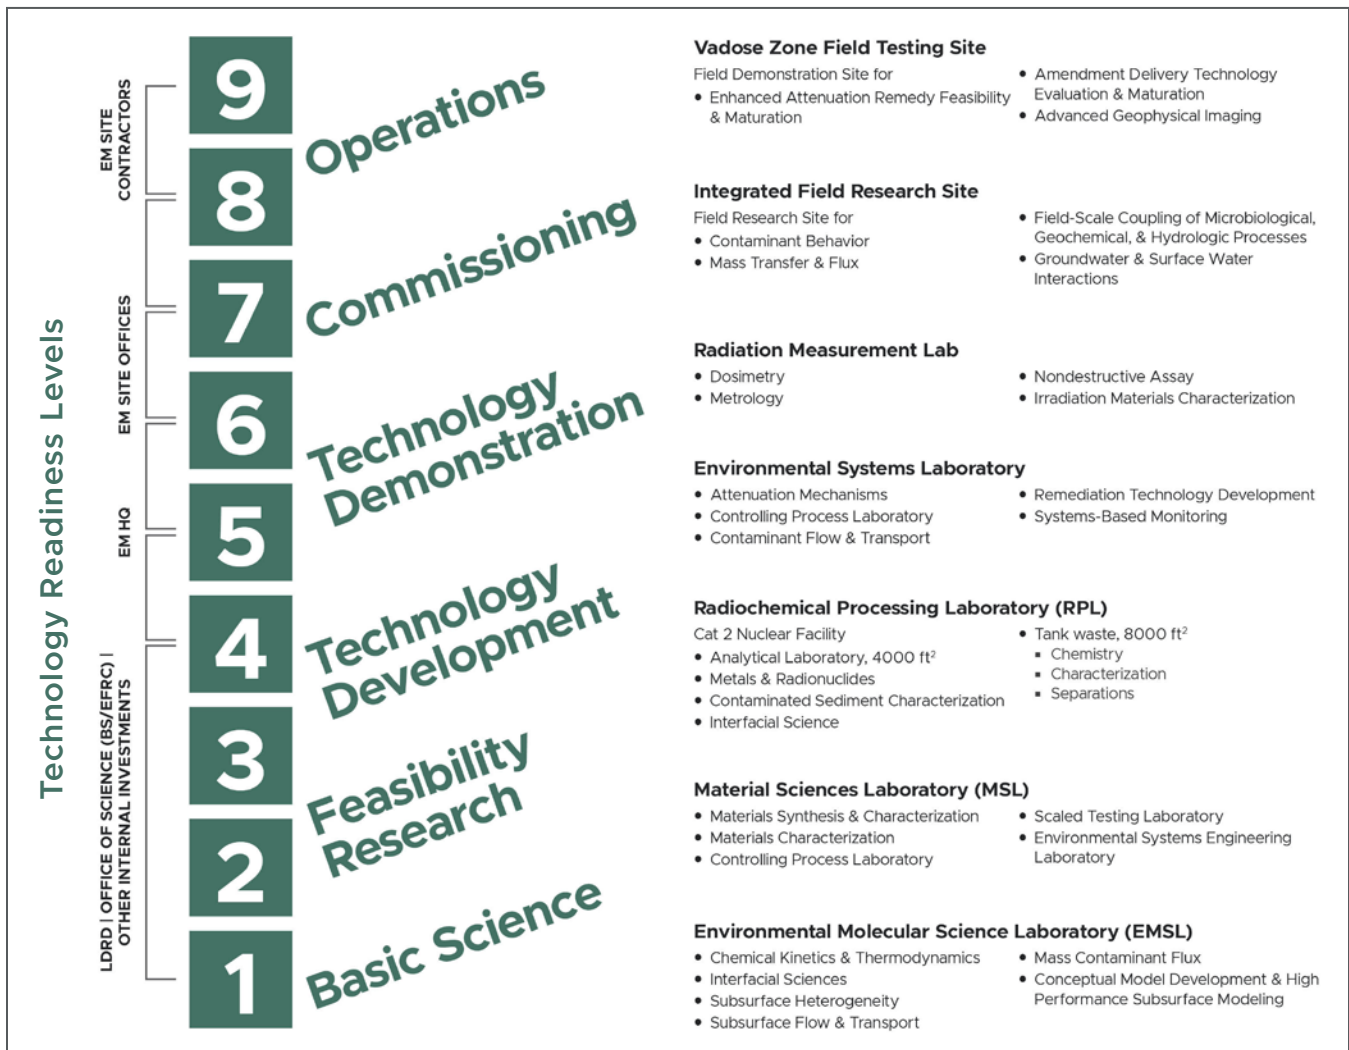 Technology Readiness Levels
EM SITE
CONTRACTORS
EM SITE OFFICES
EM HQ
LDRD | OFFICE OF SCIENCE (BS/EFRC) |
OTHER INTERNAL INVESTMENTS
9
8
7
6
5
4
3
2
1
Operations
Commissioning
Technology
Demonstration
Technology
Development
Feasibility
Research
Basic Science
Vadose Zone Field Testing Site
Field Demonstration Site for
• Enhanced Attenuation Remedy Feasibility
& Maturation
• Amendment Delivery Technology
Evaluation & Maturation
• Advanced Geophysical Imaging
Integrated Field Research Site
Field Research Site for
• Contaminant Behavior
• Mass Transfer & Flux
• Field-Scale Coupling of Microbiological,
Geochemical, & Hydrologic Processes
• Groundwater & Surface Water
Interactions
Radiation Measurement Lab
• Dosimetry
• Metrology
• Nondestructive Assay
• Irradiation Materials Characterization
Environmental Systems Laboratory
• Attenuation Mechanisms
• Controlling Process Laboratory
• Contaminant Flow & Transport
• Remediation Technology Development
• Systems-Based Monitoring
Radiochemical Processing Laboratory (RPL)
Cat 2 Nuclear Facility
• Analytical Laboratory, 4000 ft²
• Metals & Radionuclides
• Contaminated Sediment Characterization
• Interfacial Science
• Tank waste, 8000 ft²
▪ Chemistry
▪ Characterization
▪ Separations
Material Sciences Laboratory (MSL)
• Materials Synthesis & Characterization
• Materials Characterization
• Controlling Process Laboratory
• Scaled Testing Laboratory
• Environmental Systems Engineering
Laboratory
Environmental Molecular Science Laboratory (EMSL)
• Chemical Kinetics & Thermodynamics
• Interfacial Sciences
• Subsurface Heterogeneity
• Subsurface Flow & Transport
• Mass Contaminant Flux
• Conceptual Model Development & High
Performance Subsurface Modeling